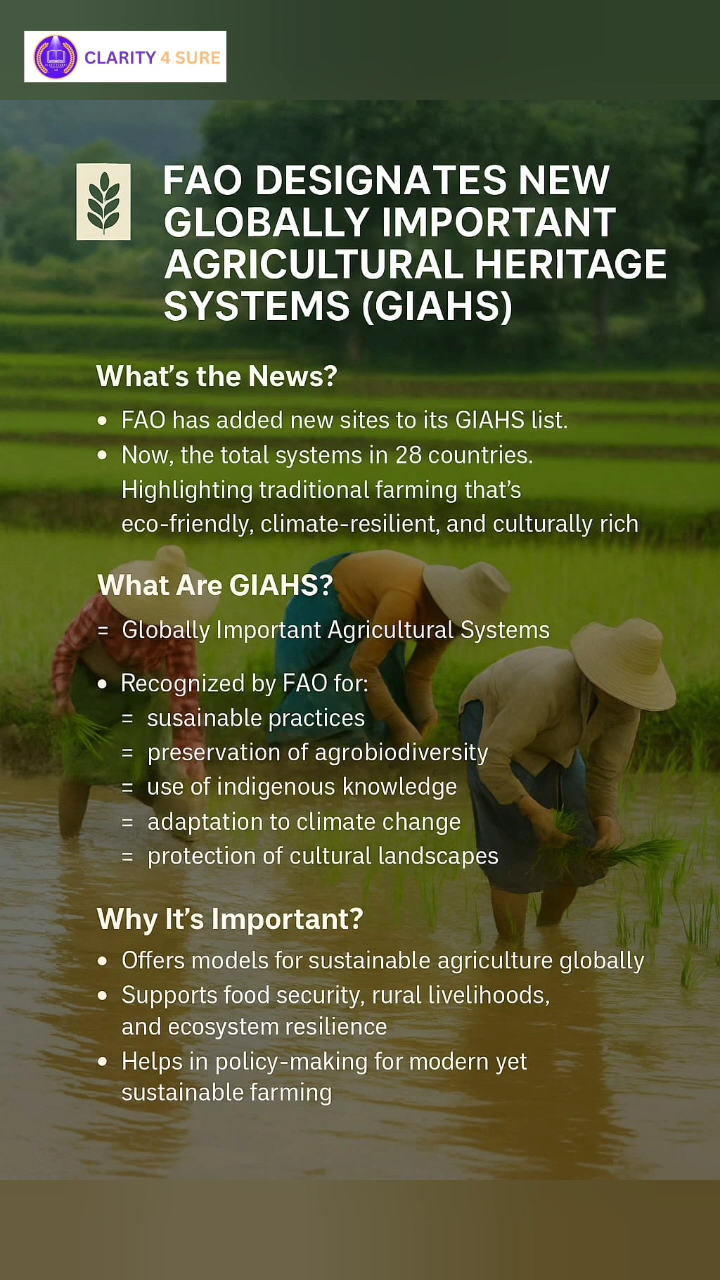 CLARITY 4 SURE
FAO DESIGNATES NEW
GLOBALLY IMPORTANT
AGRICULTURAL HERITAGE
SYSTEMS (GIAHS)
What's the News?
• FAO has added new sites to its GIAHS list.
• Now, the total systems in 28 countries.
Highlighting traditional farming that's
eco-friendly, climate-resilient, and culturally rich
What Are GIAHS?
= Globally Important Agricultural Systems
• Recognized by FAO for:
= susainable practices
= preservation of agrobiodiversity
= use of indigenous knowledge
= adaptation to climate change
= protection of cultural landscapes
Why It's Important?
• Offers models for sustainable agriculture globally
• Supports food security, rural livelihoods,
and ecosystem resilience
• Helps in policy-making for modern yet
sustainable farming